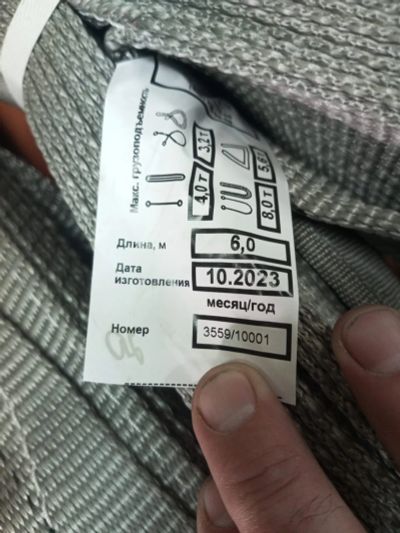 Макс. грузоподъемность
4,0 т
3,2 т
8,0 т
5,6
Длина, м
6,0
Дата
изготовления
10.2023
месяц/год
Номер
3559/10001